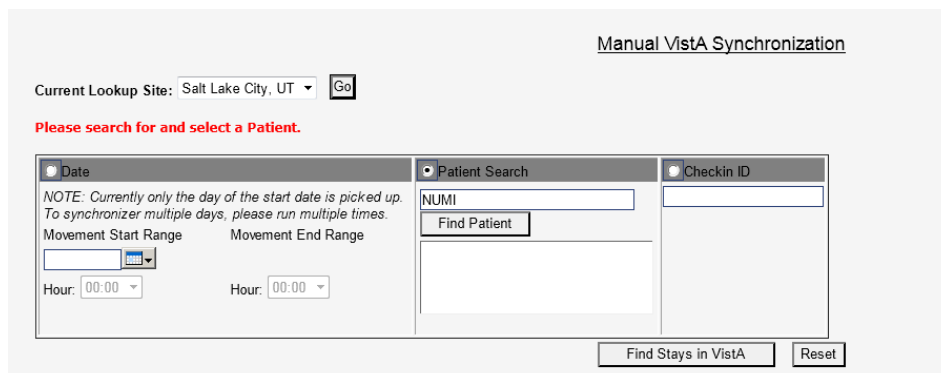 Manual VistA Synchronization
Current Lookup Site: Salt Lake City, UT Go
Please search for and select a Patient.
Date
NOTE: Currently only the day of the start date is picked up.
To synchronizer multiple days, please run multiple times.
Movement Start Range Movement End Range
Hour: 00:00 Hour: 00:00
Patient Search
NUMI
Find Patient
Checkin ID
Find Stays in VistA Reset